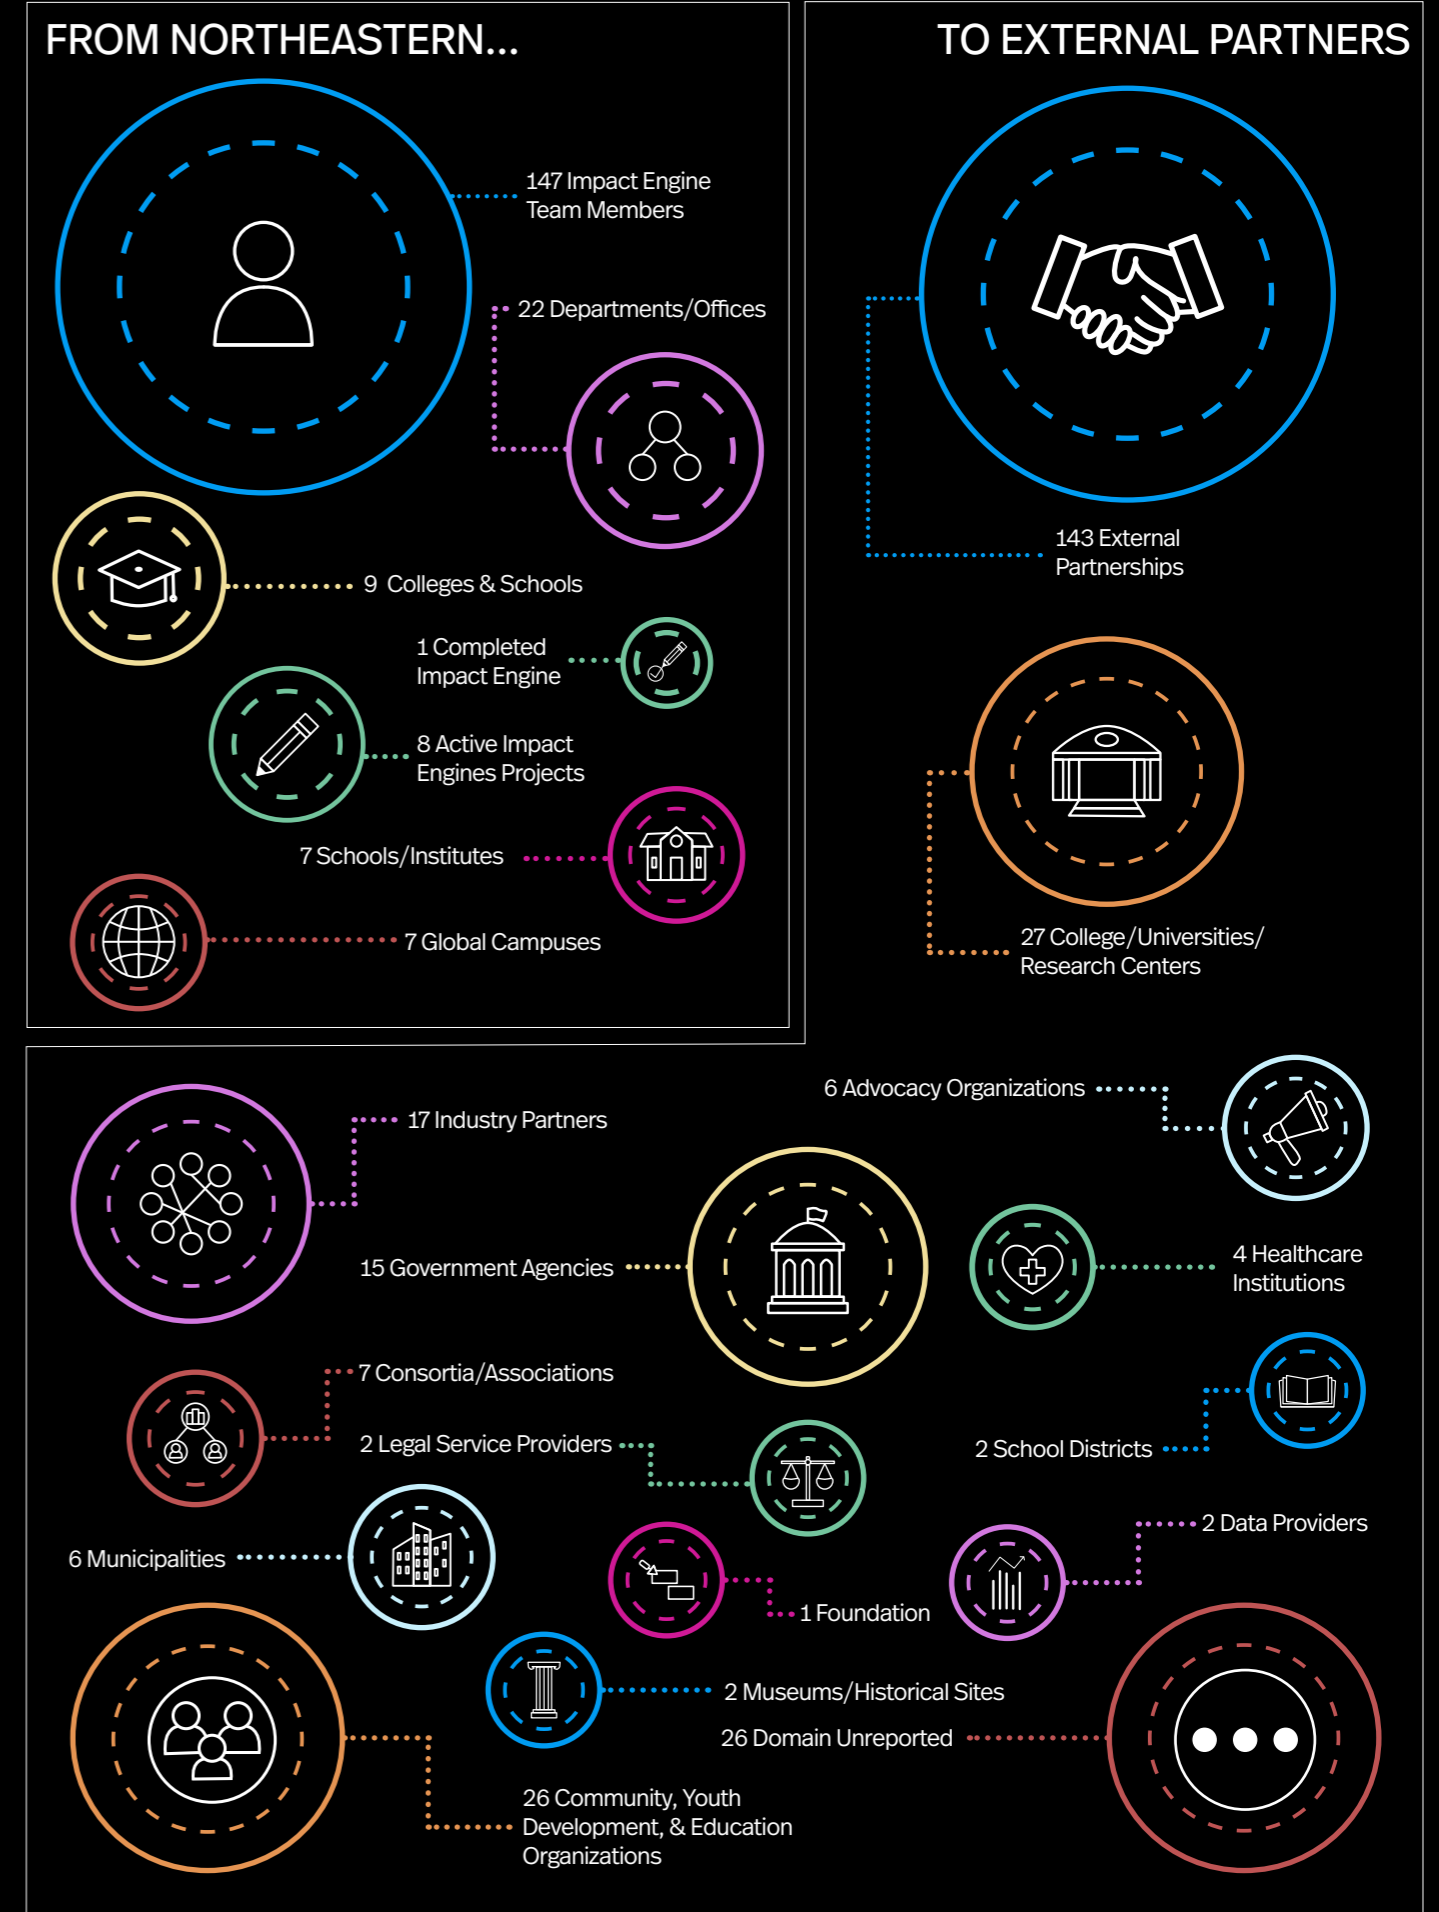 FROM NORTHEASTERN...
147 Impact Engine
Team Members
22 Departments/Offices
9 Colleges & Schools
1 Completed
Impact Engine
8 Active Impact
Engines Projects
7 Schools/Institutes
7 Global Campuses
TO EXTERNAL PARTNERS
143 External
Partnerships
27 College/Universities/
Research Centers
6 Advocacy Organizations
17 Industry Partners
15 Government Agencies
4 Healthcare
Institutions
7 Consortia/Associations
2 Legal Service Providers
2 School Districts
2 Data Providers
6 Municipalities
1 Foundation
2 Museums/Historical Sites
26 Domain Unreported
26 Community, Youth
Development, & Education
Organizations